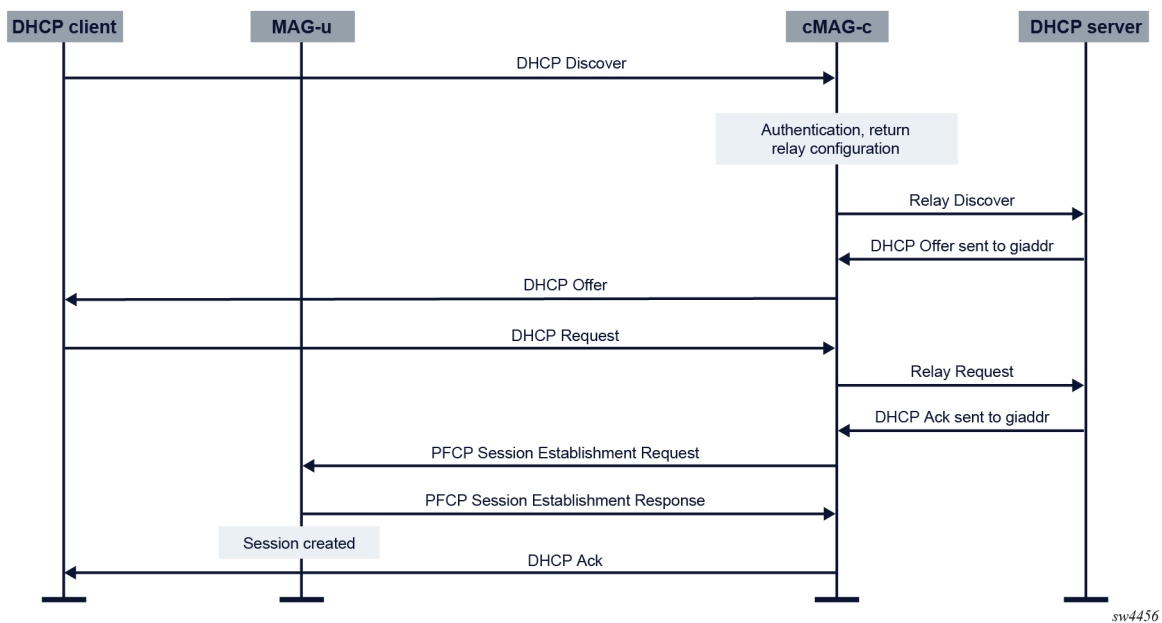 DHCP client
MAG-u
cMAG-c
DHCP server
DHCP Discover
Authentication, return
relay configuration
Relay Discover
DHCP Offer sent to giaddr
DHCP Offer
DHCP Request
Relay Request
DHCP Ack sent to giaddr
PFCP Session Establishment Request
PFCP Session Establishment Response
Session created
DHCP Ack
sw4456